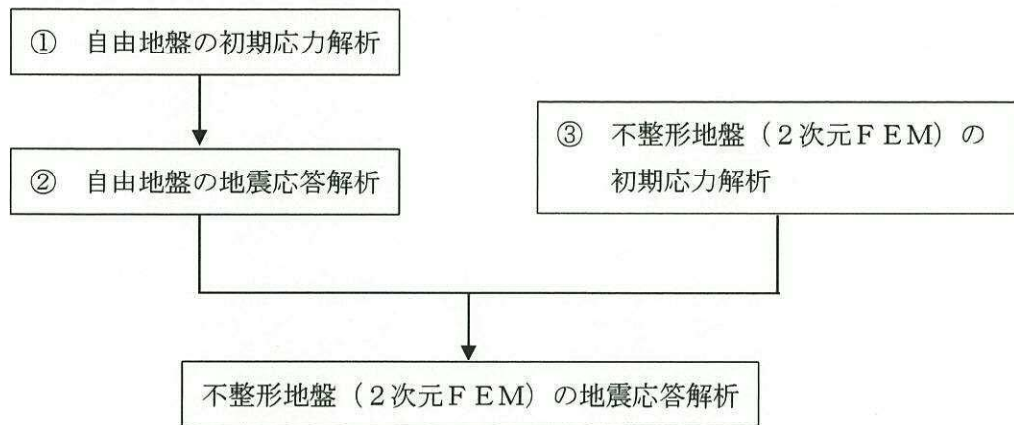 ① 自由地盤の初期応力解析
② 自由地盤の地震応答解析
③ 不整形地盤（２次元ＦＥＭ）の
初期応力解析
不整形地盤（２次元ＦＥＭ）の地震応答解析